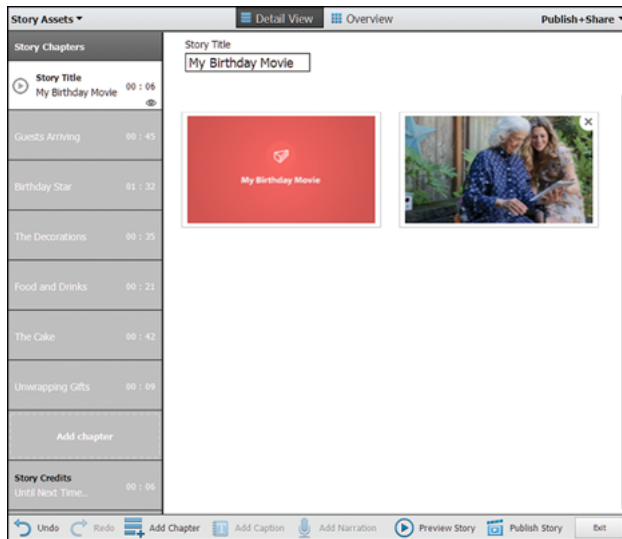 Story Assets
Detail View
Overview
Publish+Share
Story Chapters
Story Title
My Birthday Movie
00 : 06
Guests Arriving
00 : 45
Birthday Star
01 : 32
The Decorations
00 : 35
Food and Drinks
00 : 21
The Cake
00 : 42
Unwrapping Gifts
00 : 09
Add chapter
Story Credits
Until Next Time..
00 : 06
Story Title
My Birthday Movie
My Birthday Movie
Undo
Redo
Add Chapter
Add Caption
Add Narration
Preview Story
Publish Story
Exit